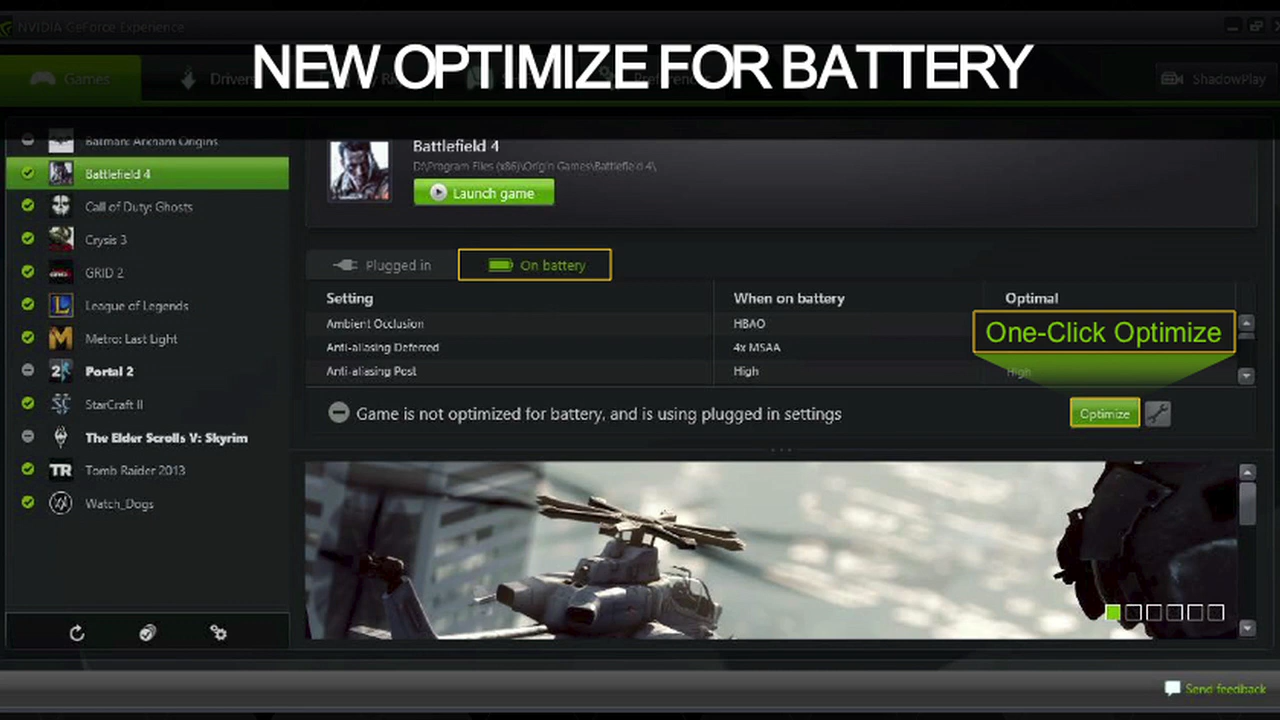 NVIDIA GeForce Experience
NEW OPTIMIZE FOR BATTERY
Games
Drivers
ShadowPlay
Batman: Arkham Origins
Battlefield 4
Call of Duty: Ghosts
Crysis 3
GRID 2
League of Legends
Metro: Last Light
Portal 2
StarCraft II
The Elder Scrolls V: Skyrim
Tomb Raider 2013
Watch_Dogs
Battlefield 4
D:\Program Files (x86)\Origin Games\Battlefield 4\
Launch game
Plugged in
On battery
Setting When on battery Optimal
Ambient Occlusion HBAO
Anti-aliasing Deferred 4x MSAA
Anti-aliasing Post High High
One-Click Optimize
Game is not optimized for battery, and is using plugged in settings
Optimize
Send feedback